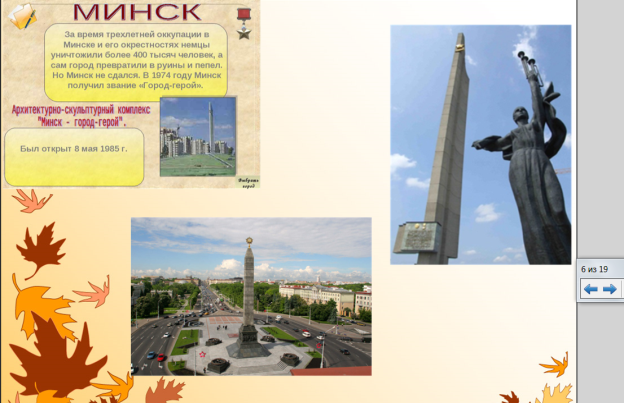 МИНСК
За время трехлетней оккупации в
Минске и его окрестностях немцы
уничтожили более 400 тысяч человек, а
сам город превратили в руины и пепел.
Но Минск не сдался. В 1974 году Минск
получил звание «Город-герой».
Архитектурно-скульптурный комплекс
"Минск - город-герой".
Был открыт 8 мая 1985 г.
Выбрать
город
6 из 19